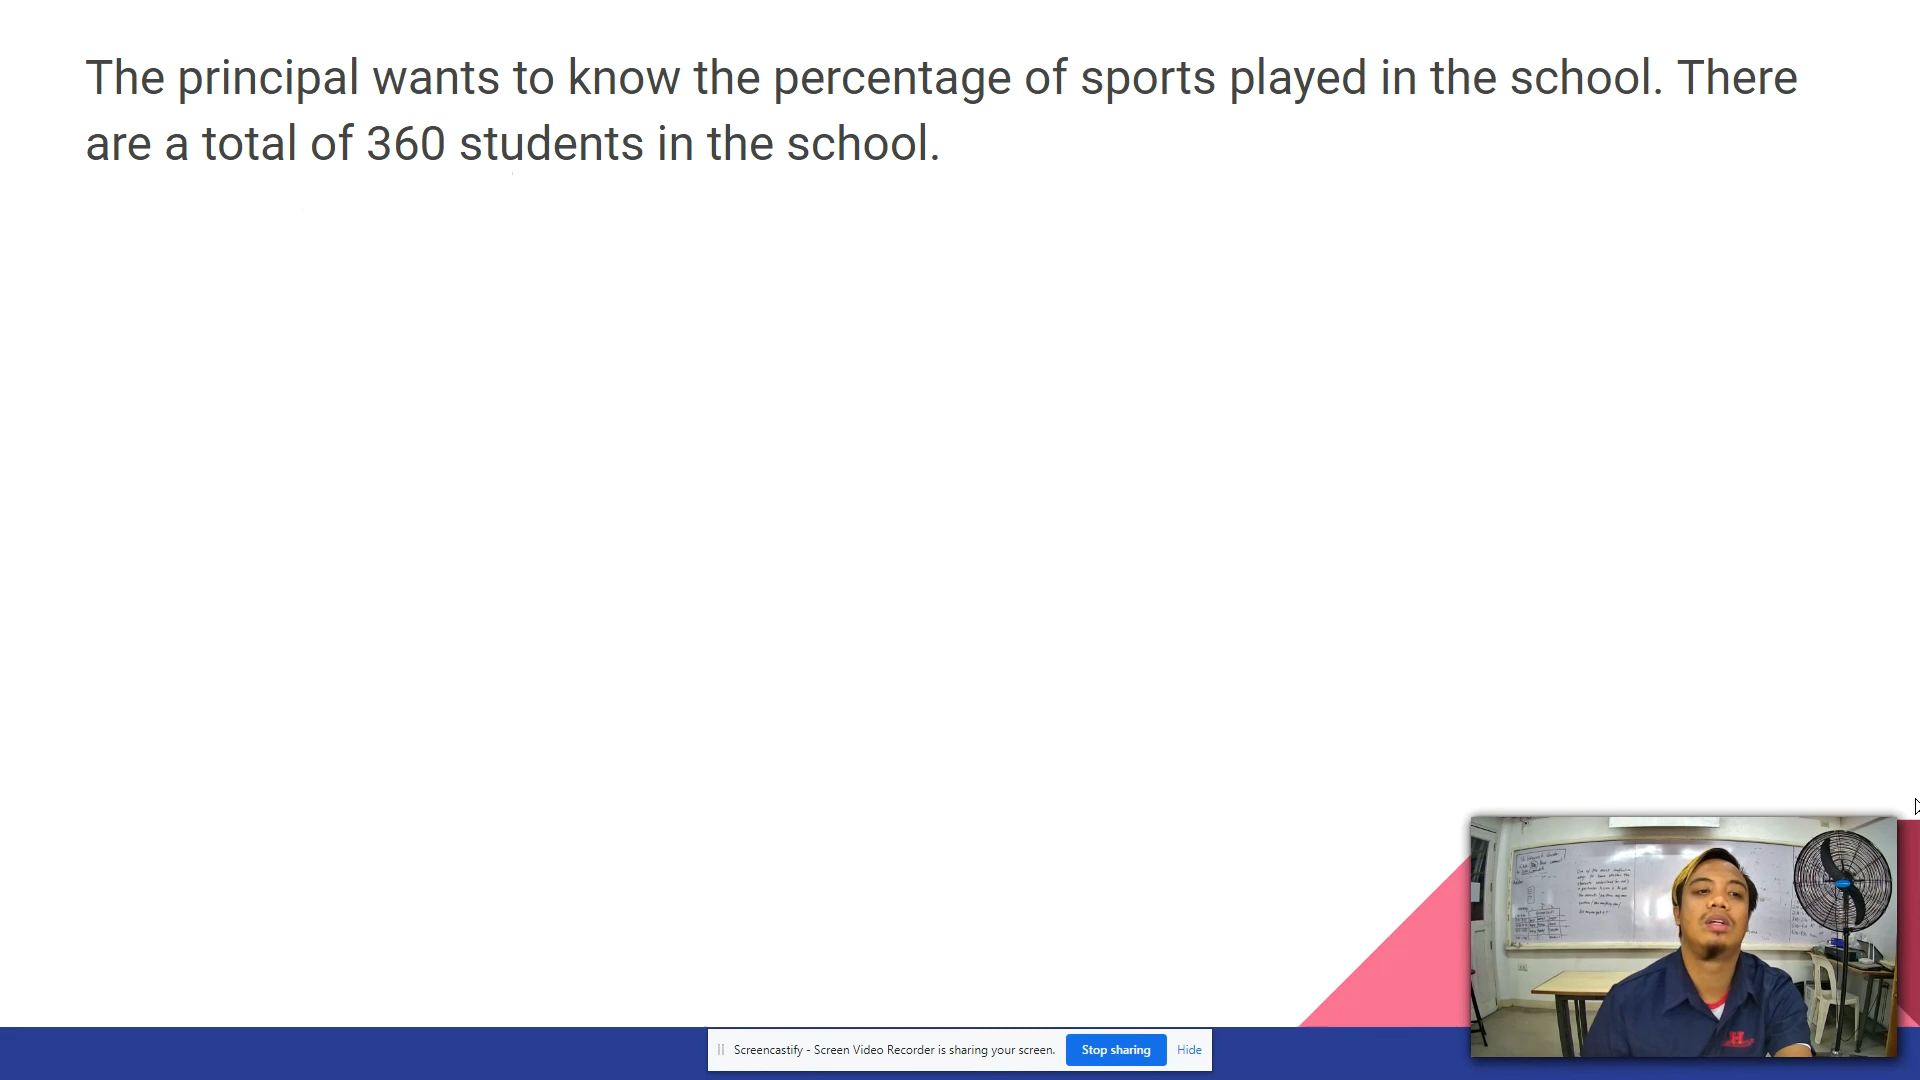 The principal wants to know the percentage of sports played in the school. There
are a total of 360 students in the school.
Screencastify - Screen Video Recorder is sharing your screen.
Stop sharing
Hide